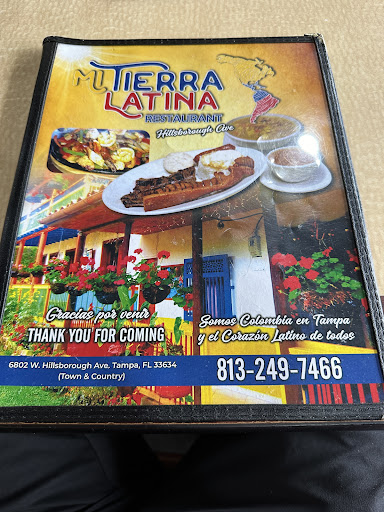 Mi TIERRA
LATINA
RESTAURANT
Hillsborough Ave
Gracias por venir
THANK YOU FOR COMING
Somos Colombia en Tampa
y el Corazón Latino de todos
6802 W. Hillsborough Ave, Tampa, FL 33634
(Town & Country)
813-249-7466